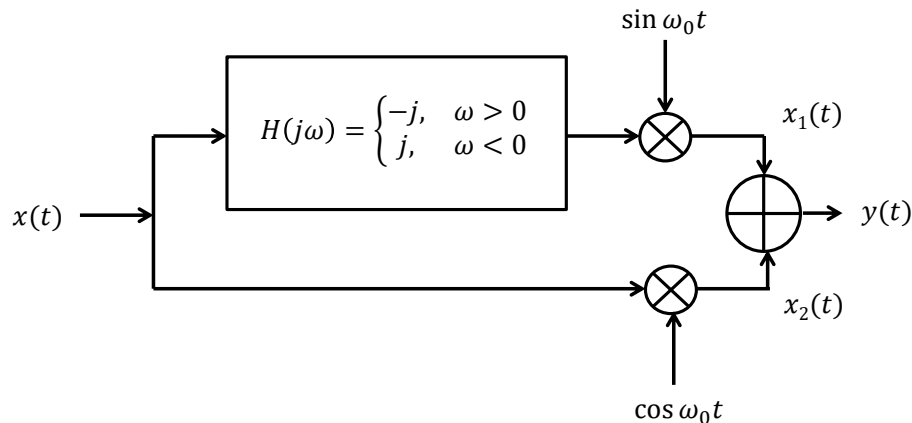 sin ω₀t
H(jω) = { −j, ω > 0
j, ω < 0
x₁(t)
x(t)
y(t)
x₂(t)
cos ω₀t